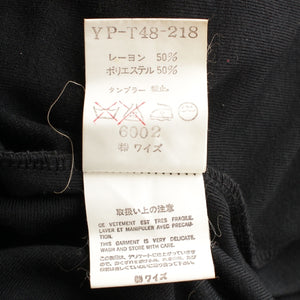 YP-T48-218
レーヨン 50%
ポリエステル 50%
タンブラー 禁止
6002
㈱ワイズ
取扱い上の注意
CE VETEMENT EST TRES FRAGILE.
LAVER ET MANIPULER AVEC PRECAUTION.
THIS GARMENT IS VERY DELICATE.
WASH AND STORE WITH CARE.
㈱ワイズ